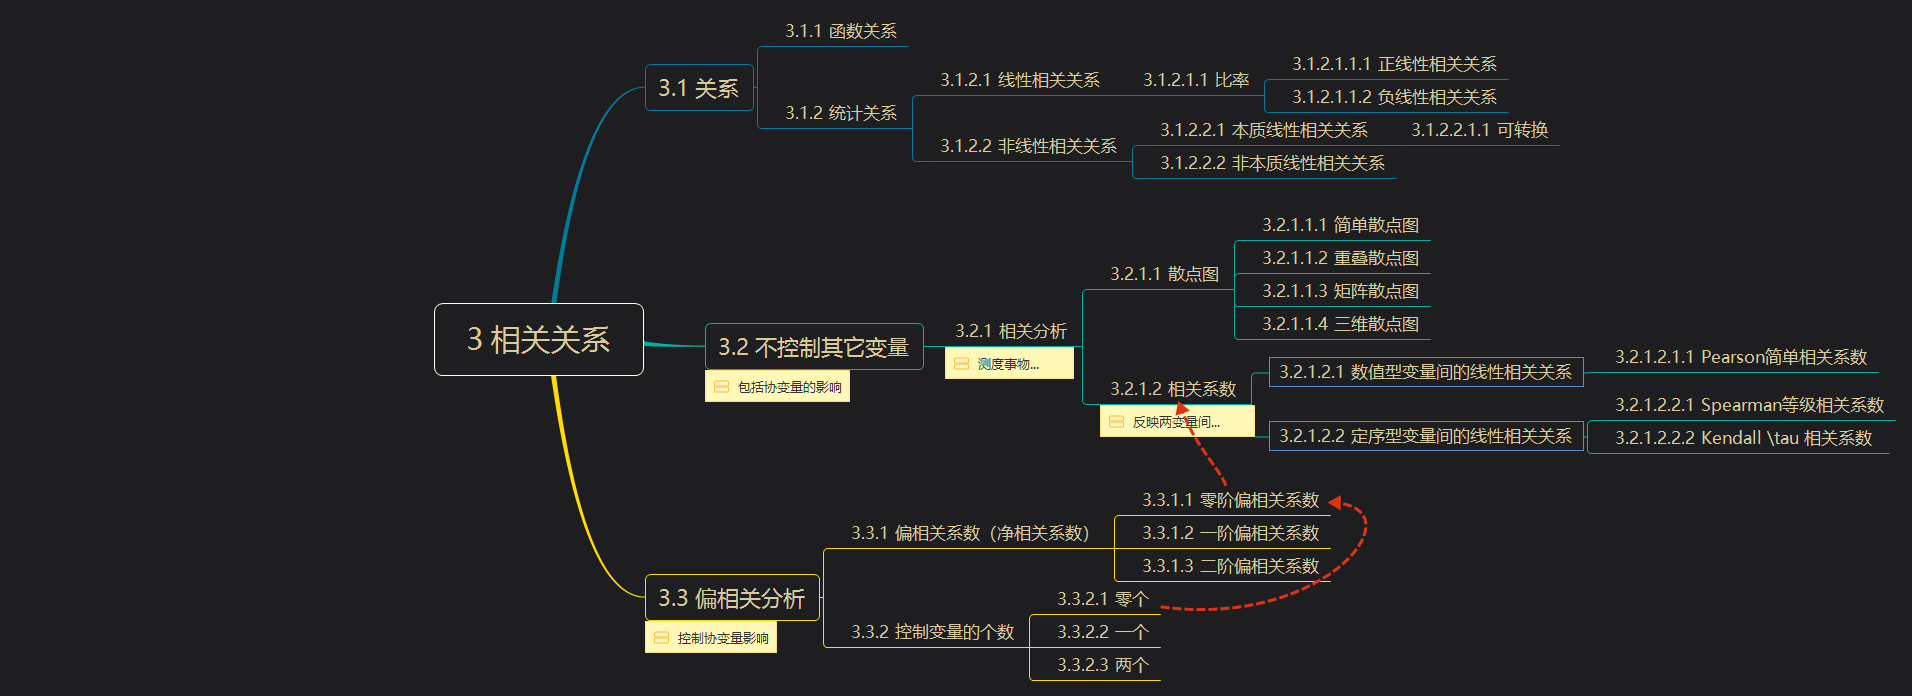 3 相关关系
3.1 关系
3.1.1 函数关系
3.1.2 统计关系
3.1.2.1 线性相关关系
3.1.2.1.1 比率
3.1.2.1.1.1 正线性相关关系
3.1.2.1.1.2 负线性相关关系
3.1.2.2 非线性相关关系
3.1.2.2.1 本质线性相关关系
3.1.2.2.1.1 可转换
3.1.2.2.2 非本质线性相关关系
3.2 不控制其它变量
包括协变量的影响
3.2.1 相关分析
测度事物...
3.2.1.1 散点图
3.2.1.1.1 简单散点图
3.2.1.1.2 重叠散点图
3.2.1.1.3 矩阵散点图
3.2.1.1.4 三维散点图
3.2.1.2 相关系数
反映两变量间...
3.2.1.2.1 数值型变量间的线性相关关系
3.2.1.2.1.1 Pearson简单相关系数
3.2.1.2.2 定序型变量间的线性相关关系
3.2.1.2.2.1 Spearman等级相关系数
3.2.1.2.2.2 Kendall \tau 相关系数
3.3 偏相关分析
控制协变量影响
3.3.1 偏相关系数（净相关系数）
3.3.1.1 零阶偏相关系数
3.3.1.2 一阶偏相关系数
3.3.1.3 二阶偏相关系数
3.3.2 控制变量的个数
3.3.2.1 零个
3.3.2.2 一个
3.3.2.3 两个